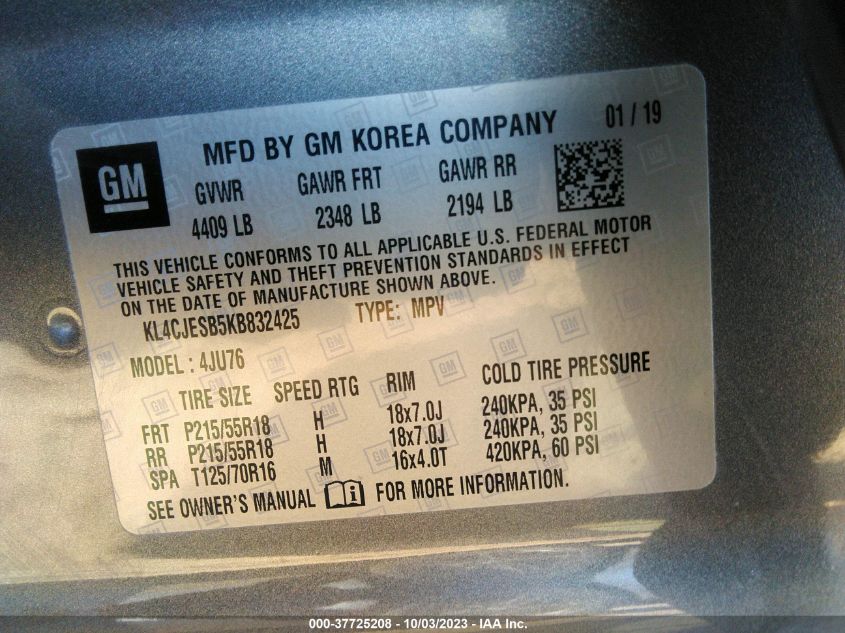 GM
MFD BY GM KOREA COMPANY 01 / 19
GVWR GAWR FRT GAWR RR
4409 LB 2348 LB 2194 LB
THIS VEHICLE CONFORMS TO ALL APPLICABLE U.S. FEDERAL MOTOR
VEHICLE SAFETY AND THEFT PREVENTION STANDARDS IN EFFECT
ON THE DATE OF MANUFACTURE SHOWN ABOVE.
KL4CJESB5KB832425 TYPE: MPV
MODEL : 4JU76
TIRE SIZE SPEED RTG RIM COLD TIRE PRESSURE
FRT P215/55R18 H 18x7.0J 240KPA, 35 PSI
RR P215/55R18 H 18x7.0J 240KPA, 35 PSI
SPA T125/70R16 M 16x4.0T 420KPA, 60 PSI
SEE OWNER'S MANUAL FOR MORE INFORMATION.
000-37725208 - 10/03/2023 - IAA Inc.